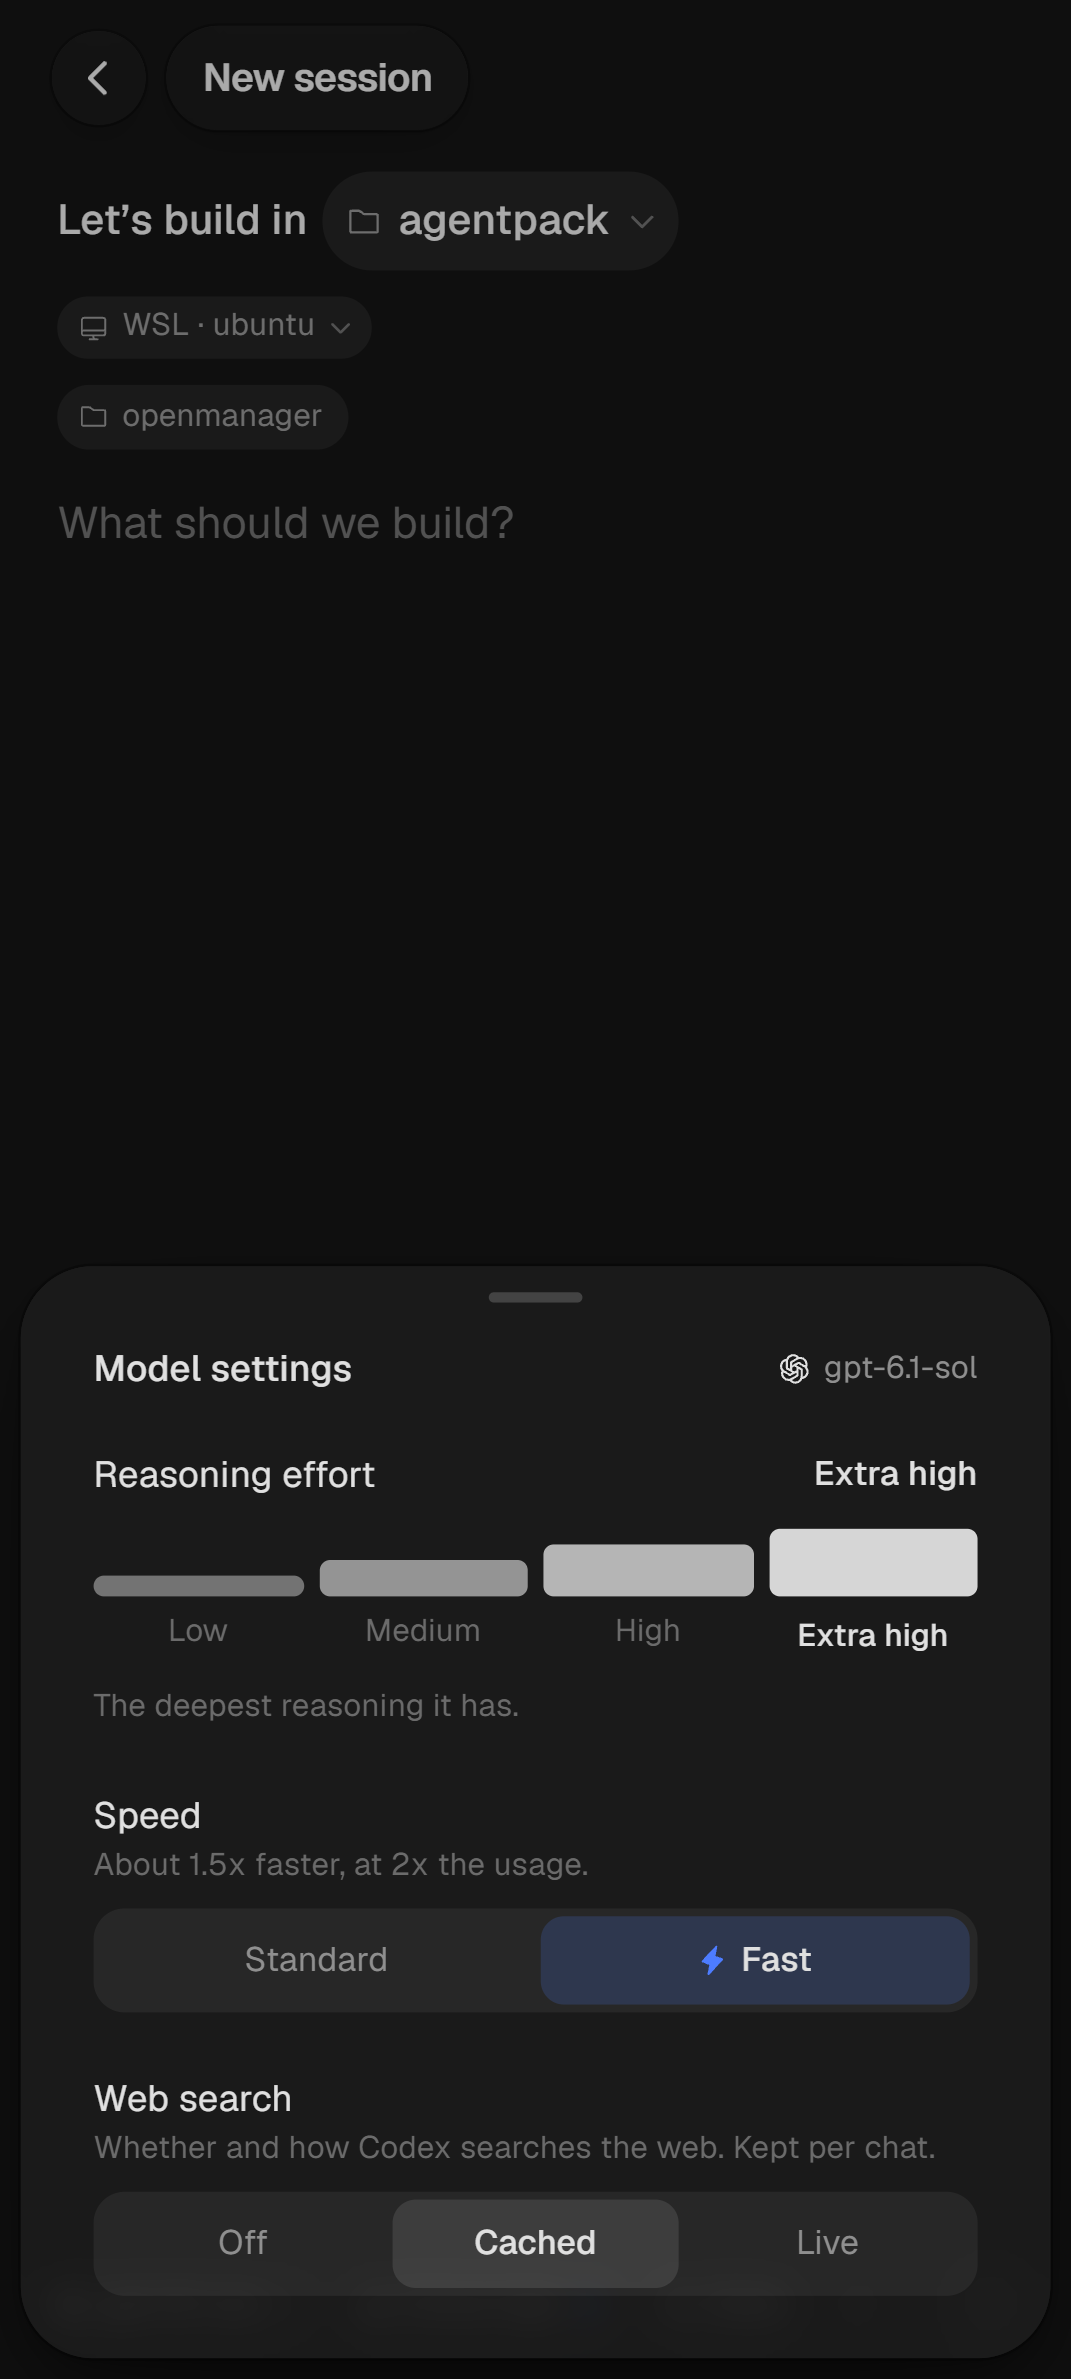 New session
Let’s build in agentpack
WSL · ubuntu
openmanager
What should we build?
Model settings gpt-6.1-sol
Reasoning effort Extra high
Low Medium High Extra high
The deepest reasoning it has.
Speed
About 1.5x faster, at 2x the usage.
Standard Fast
Web search
Whether and how Codex searches the web. Kept per chat.
Off Cached Live